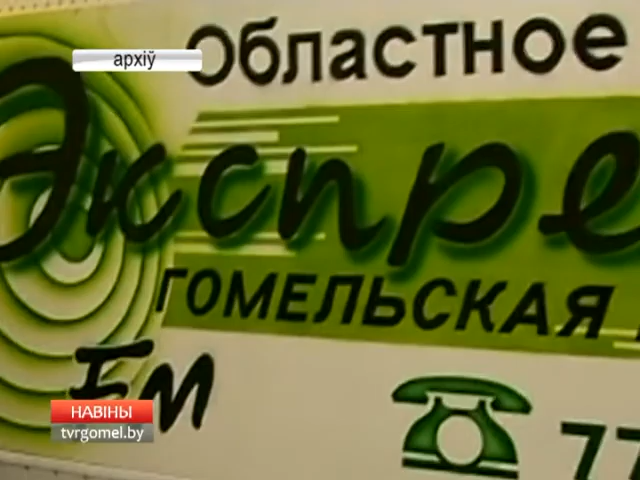 архіў
Областное
Экспре
ГОМЕЛЬСКАЯ
FM
77
НАВІНЫ
tvrgomel.by